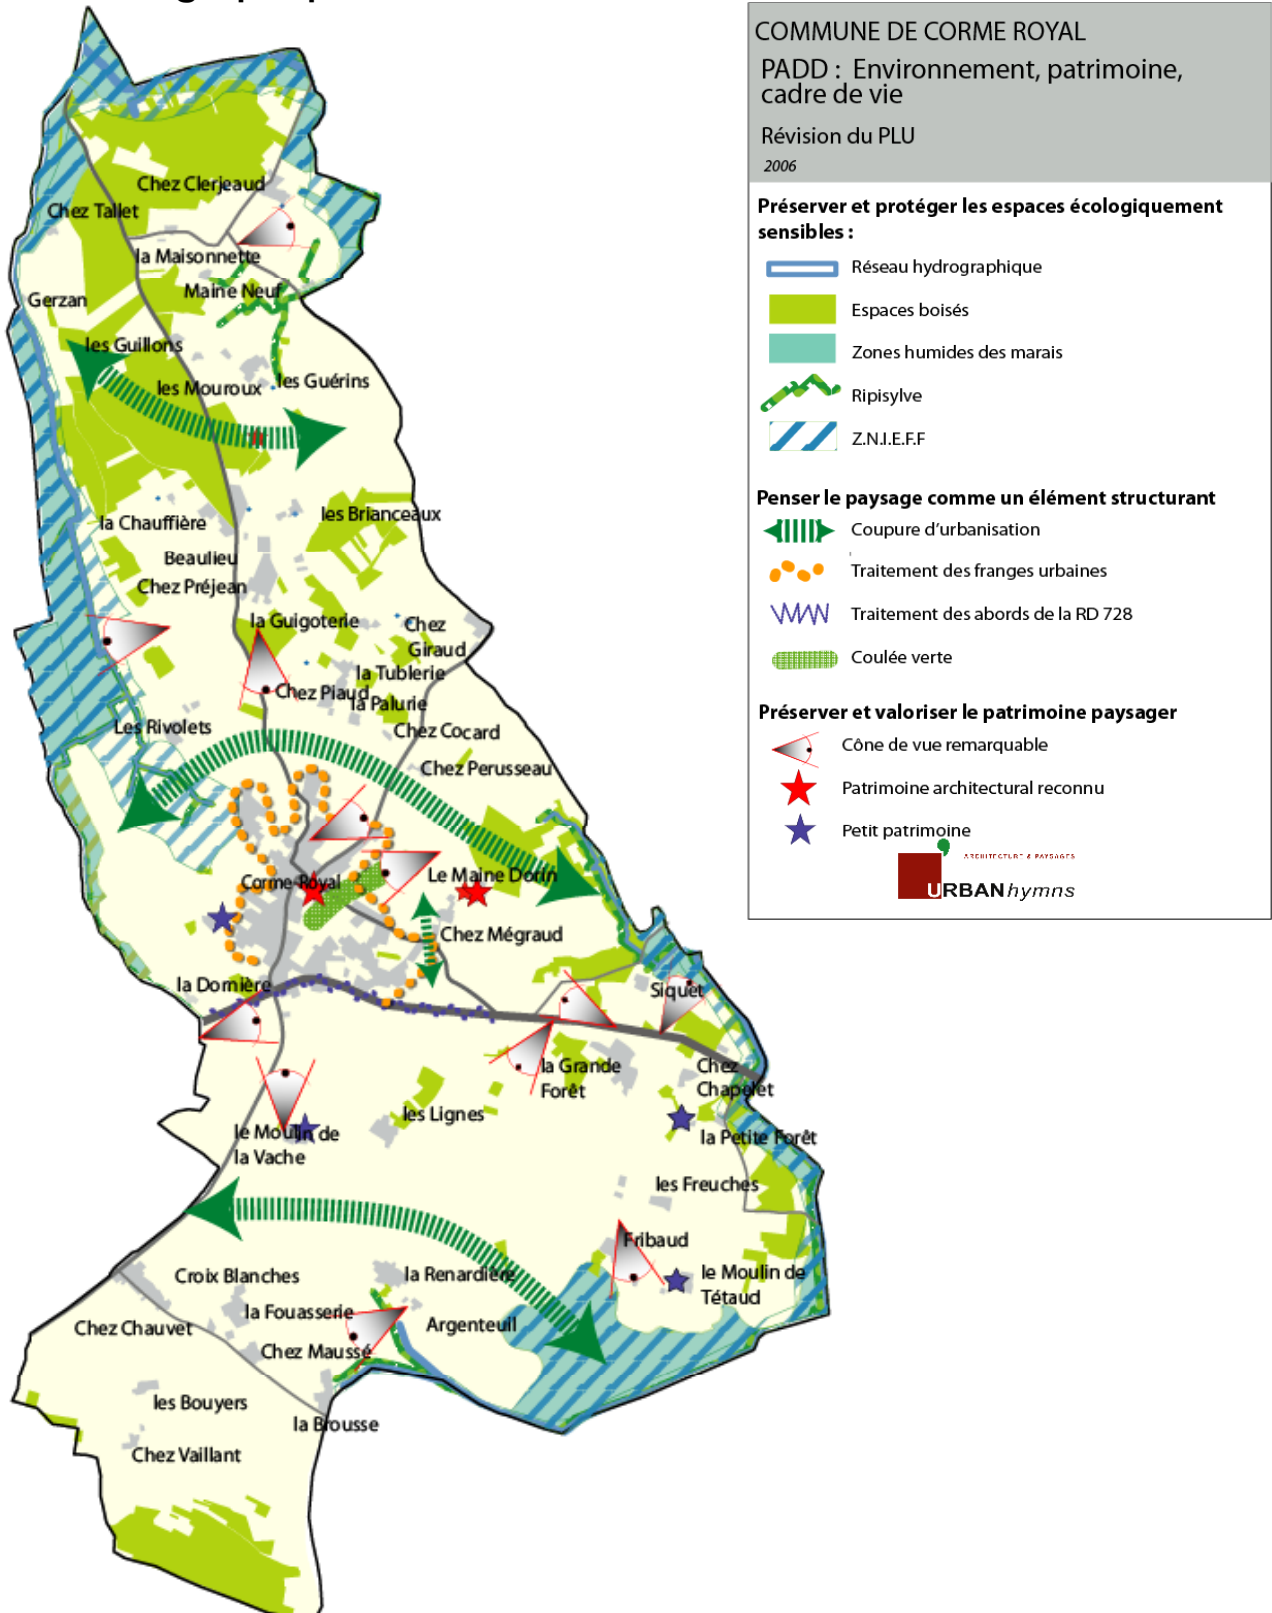 COMMUNE DE CORME ROYAL
PADD : Environnement, patrimoine,
cadre de vie
Révision du PLU
2006
Préserver et protéger les espaces écologiquement
sensibles :
Réseau hydrographique
Espaces boisés
Zones humides des marais
Ripisylve
Z.N.I.E.F.F
Penser le paysage comme un élément structurant
Coupure d'urbanisation
Traitement des franges urbaines
Traitement des abords de la RD 728
Coulée verte
Préserver et valoriser le patrimoine paysager
Cône de vue remarquable
Patrimoine architectural reconnu
Petit patrimoine
ARCHITECTURE & PAYSAGES
URBANhymns
Chez Clerjeaud
Chez Tallet
la Maisonnette
Maine Neuf
Gerzan
les Guillons
les Mouroux
les Guérins
la Chauffière
les Brianceaux
Beaulieu
Chez Préjean
la Guigoterie
Chez
Giraud
la Tublerie
Chez Piaud
la Palurie
Les Rivolets
Chez Cocard
Chez Perusseau
Corme-Royal
Le Maine Dorin
Chez Mégraud
la Dornière
Siquet
la Grande
Forêt
Chez
Chapelet
les Lignes
le Moulin de
la Vache
la Petite Forêt
les Freuches
Fribaud
Croix Blanches
la Renardière
le Moulin de
Tétaud
la Fouasserie
Chez Chauvet
Argenteuil
Chez Maussé
les Bouyers
la Brousse
Chez Vaillant